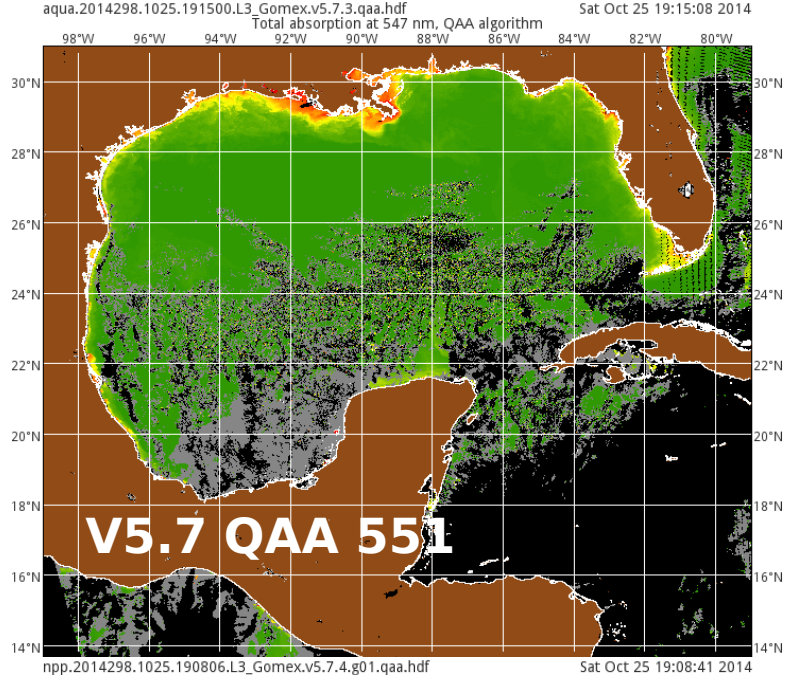 aqua.2014298.1025.191500.L3_Gomex.v5.7.3.qaa.hdf Sat Oct 25 19:15:08 2014
Total absorption at 547 nm, QAA algorithm
98°W 96°W 94°W 92°W 90°W 88°W 86°W 84°W 82°W 80°W
30°N 30°N
28°N 28°N
26°N 26°N
24°N 24°N
22°N 22°N
20°N 20°N
18°N 18°N
V5.7 QAA 551
16°N 16°N
14°N 14°N
npp.2014298.1025.190806.L3_Gomex.v5.7.4.g01.qaa.hdf Sat Oct 25 19:08:41 2014